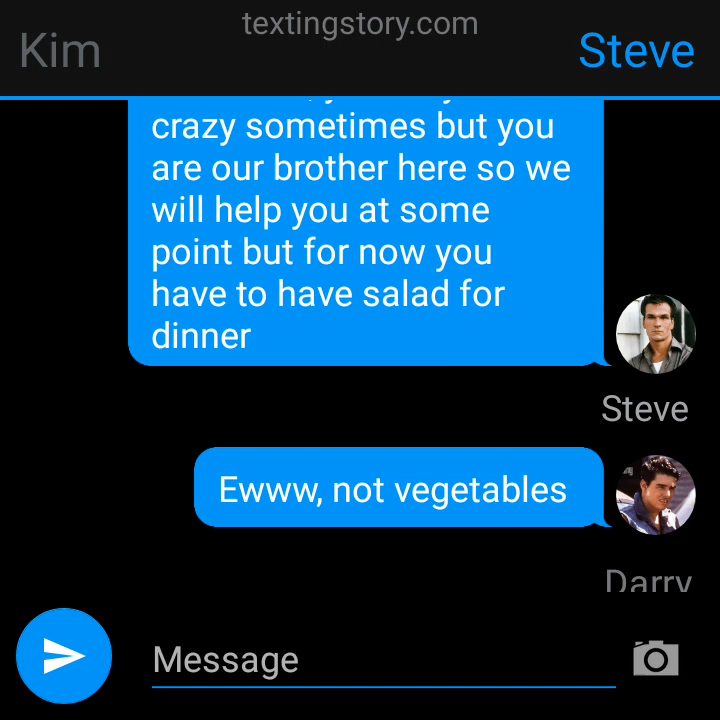 textingstory.com
Kim
Steve
crazy sometimes but you
are our brother here so we
will help you at some
point but for now you
have to have salad for
dinner
Steve
Ewww, not vegetables
Darry
Message